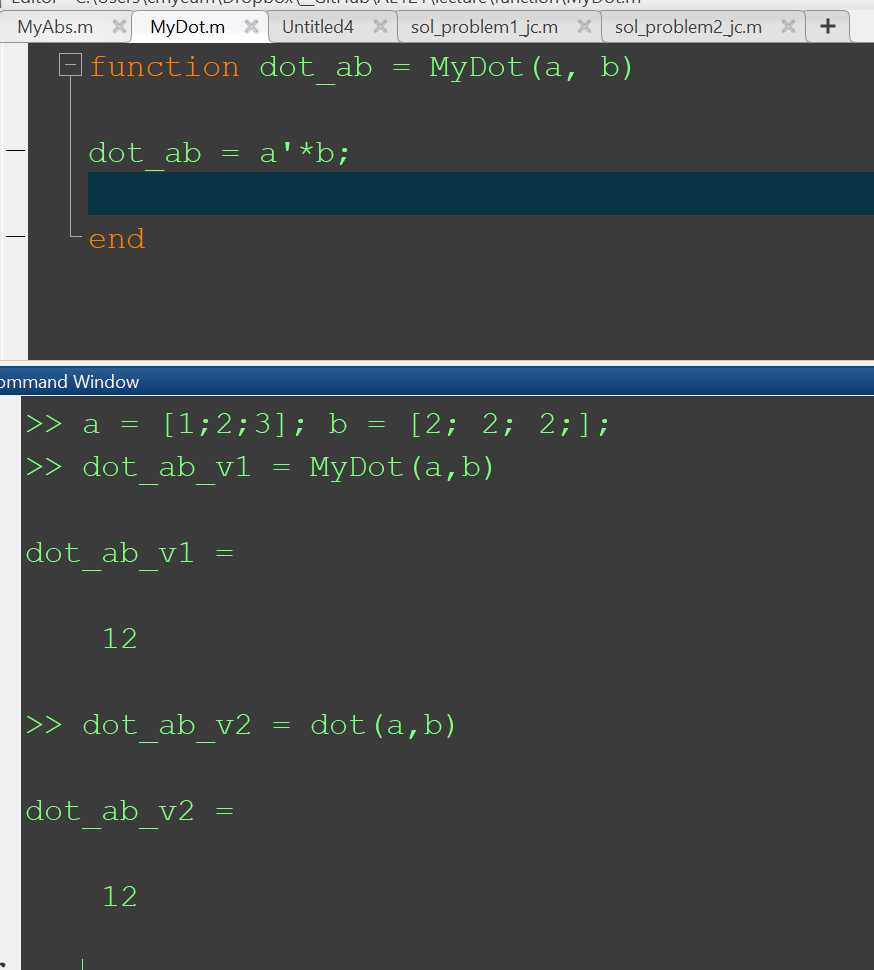 MyAbs.m MyDot.m Untitled4 sol_problem1_jc.m sol_problem2_jc.m +
function dot_ab = MyDot(a, b)
dot_ab = a'*b;
end
ommand Window
>> a = [1;2;3]; b = [2; 2; 2;];
>> dot_ab_v1 = MyDot(a,b)
dot_ab_v1 =
12
>> dot_ab_v2 = dot(a,b)
dot_ab_v2 =
12